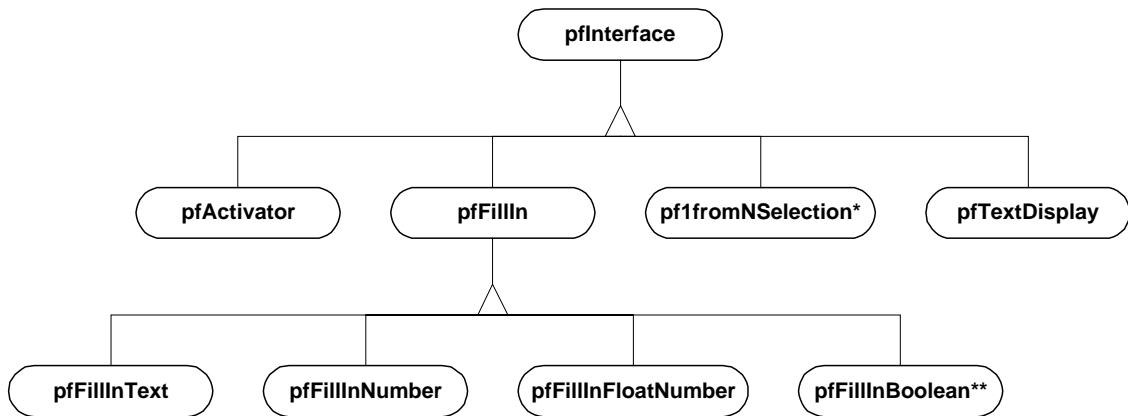 pfInterface
pfActivator
pfFillIn
pf1fromNSelection*
pfTextDisplay
pfFillInText
pfFillInNumber
pfFillInFloatNumber
pfFillInBoolean**